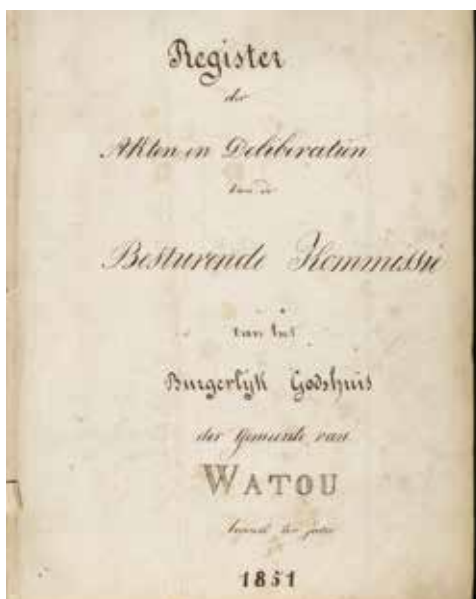 Register
der
Akten en Deliberatiën
van de
Besturende Kommissie
van het
Burgerlyk Godshuis
der Gemeente van
WATOU
1851